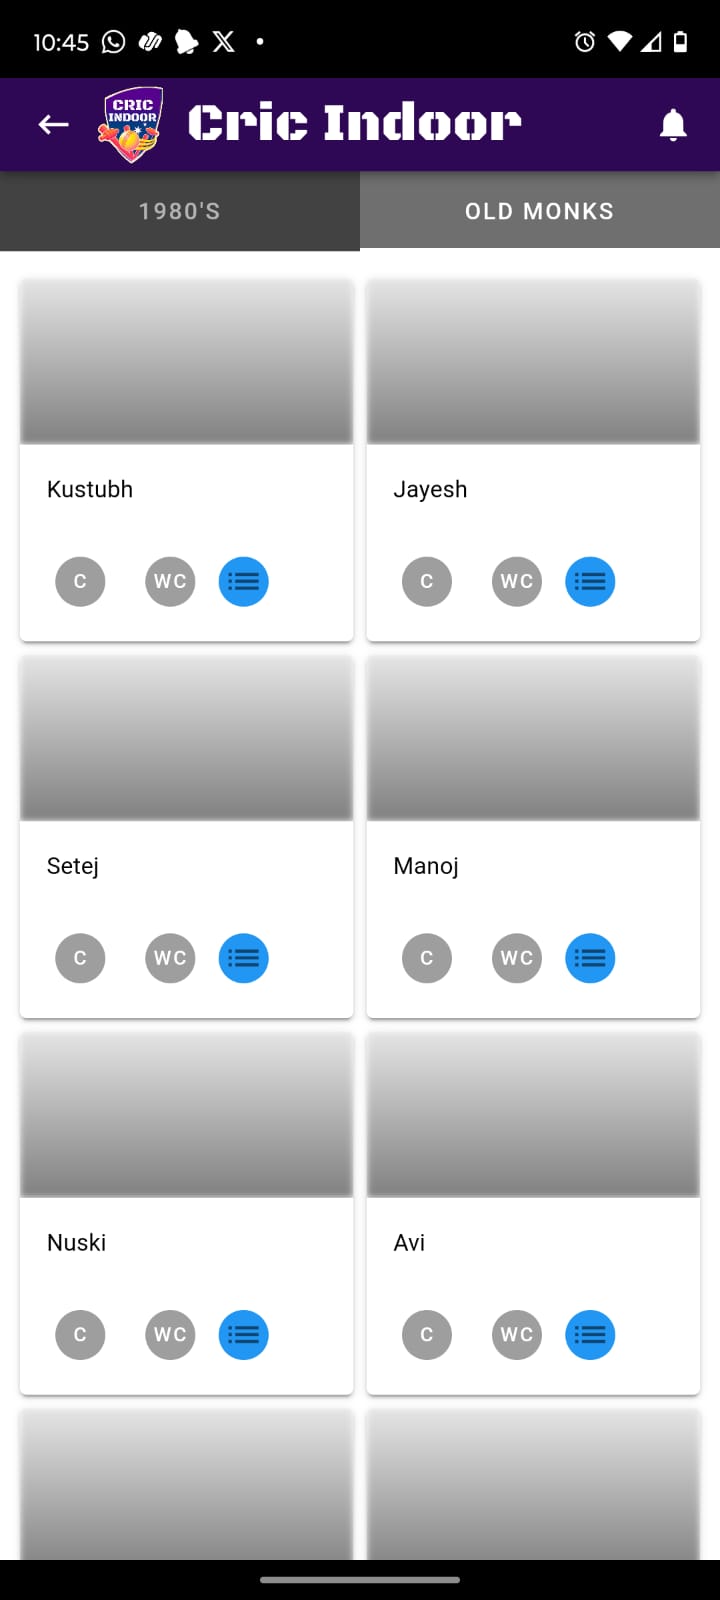 10:45
CRIC
INDOOR
Cric Indoor
1980'S OLD MONKS
Kustubh Jayesh
C WC C WC
Setej Manoj
C WC C WC
Nuski Avi
C WC C WC